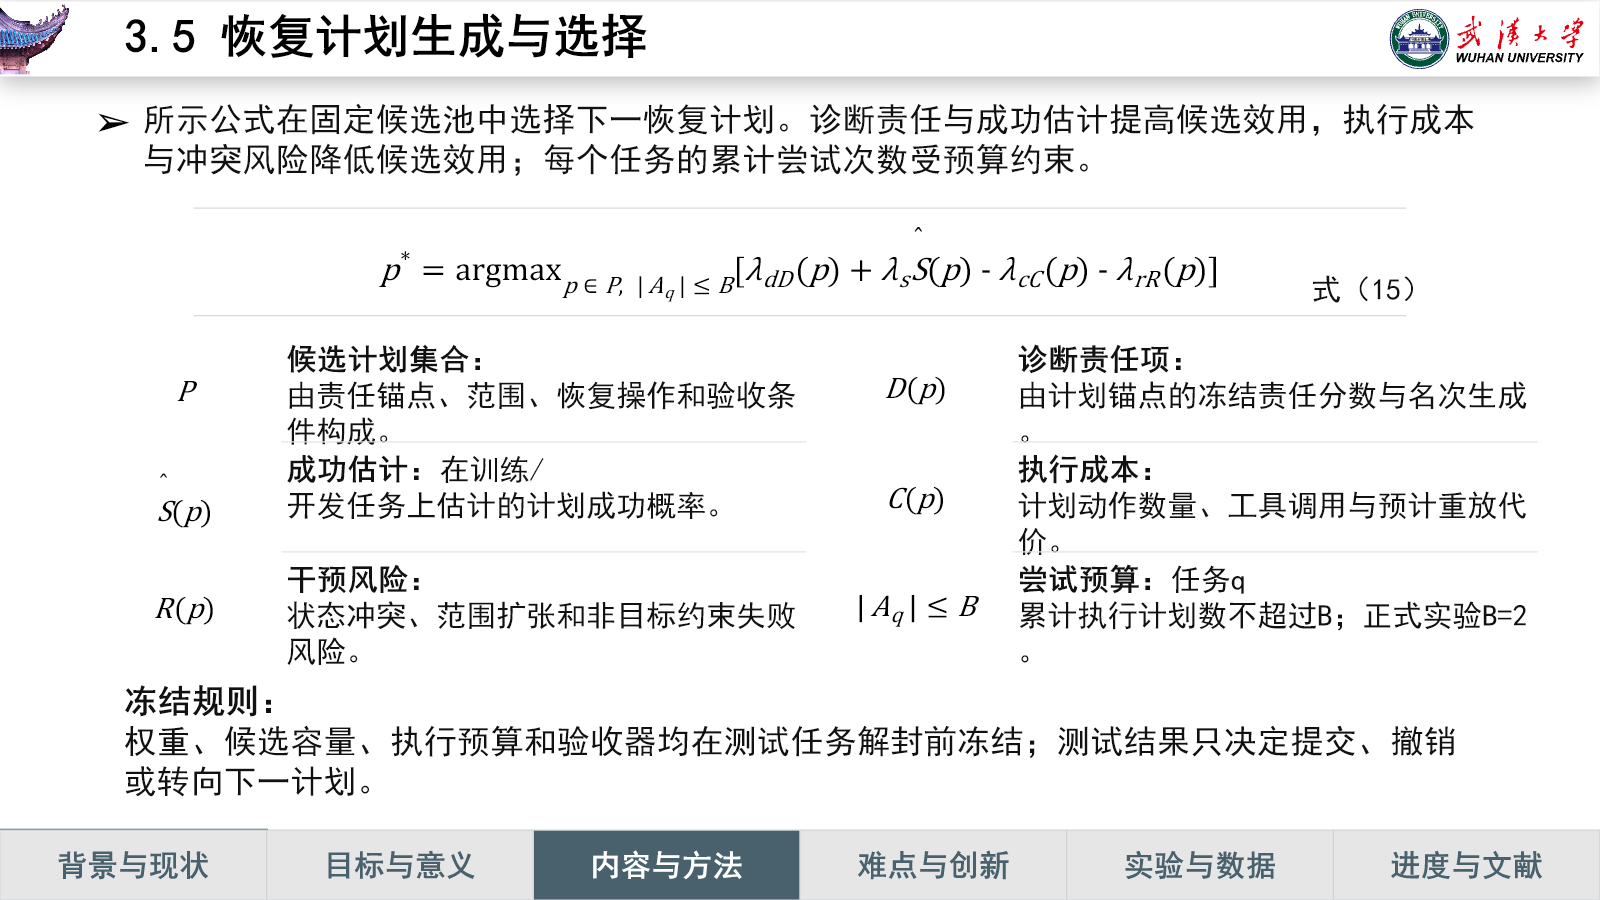 3.5 恢复计划生成与选择
武漢大学
WUHAN UNIVERSITY
➢ 所示公式在固定候选池中选择下一恢复计划。诊断责任与成功估计提高候选效用，执行成本
与冲突风险降低候选效用；每个任务的累计尝试次数受预算约束。
p* = argmax_{p ∈ P, |A_q| ≤ B}[λ_{dD}(p) + λ_sŜ(p) - λ_{cC}(p) - λ_{rR}(p)]
式（15）
P
候选计划集合：
由责任锚点、范围、恢复操作和验收条
件构成。
D(p)
诊断责任项：
由计划锚点的冻结责任分数与名次生成
。
Ŝ(p)
成功估计：在训练/
开发任务上估计的计划成功概率。
C(p)
执行成本：
计划动作数量、工具调用与预计重放代
价。
R(p)
干预风险：
状态冲突、范围扩张和非目标约束失败
风险。
|A_q| ≤ B
尝试预算：任务q
累计执行计划数不超过B；正式实验B=2
。
冻结规则：
权重、候选容量、执行预算和验收器均在测试任务解封前冻结；测试结果只决定提交、撤销
或转向下一计划。
背景与现状
目标与意义
内容与方法
难点与创新
实验与数据
进度与文献